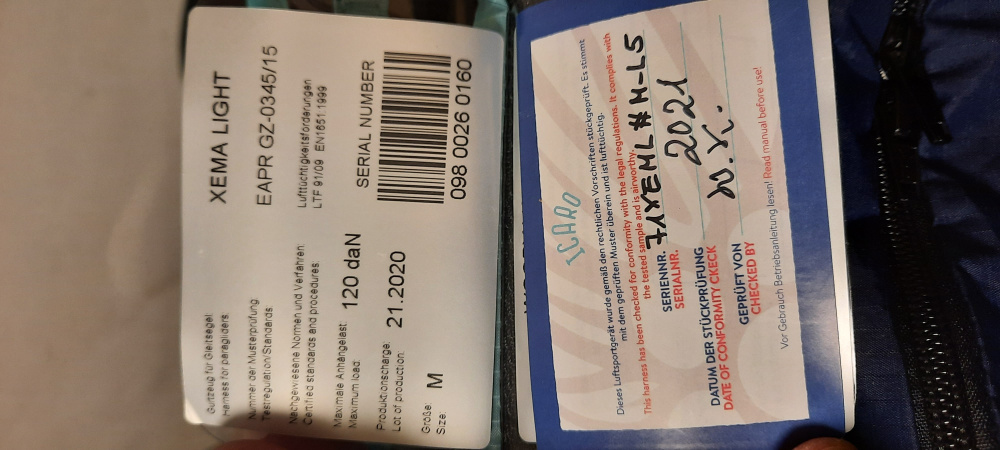 Gurtzeug für Gleitsegel:
Harness for paragliders:
XEMA LIGHT
Nummer der Musterprüfung:
Testregulation/Standards:
EAPR GZ-0345/15
Nachgewiesene Normen und Verfahren
Certified standards and procedures:
Lufttüchtigkeitsforderungen
LTF 91/09 EN1651:1999
Maximale Anhängelast:
Maximum load:
120 daN
Produktionscharge:
Lot of production:
21.2020
SERIAL NUMBER
Größe:
Size:
M
098 0026 0160
ICARO
Dieses Luftsportgerät wurde gemäß den rechtlichen Vorschriften stückgeprüft. Es stimmt
mit dem geprüften Muster überein und ist lufttüchtig.
This harness has been checked for conformity with the legal regulations. It complies with
the tested sample and is airworthy.
SERIENNR.
SERIALNR.
71XEML#M-L5
DATUM DER STÜCKPRÜFUNG
DATE OF CONFORMITY CKECK
2021
GEPRÜFT VON
CHECKED BY
Vor Gebrauch Betriebsanleitung lesen! Read manual before use!